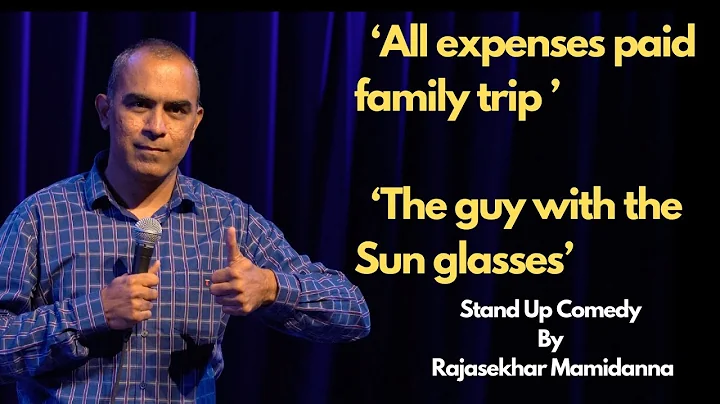 ‘All expenses paid
family trip ’
‘The guy with the
Sun glasses’
Stand Up Comedy
By
Rajasekhar Mamidanna